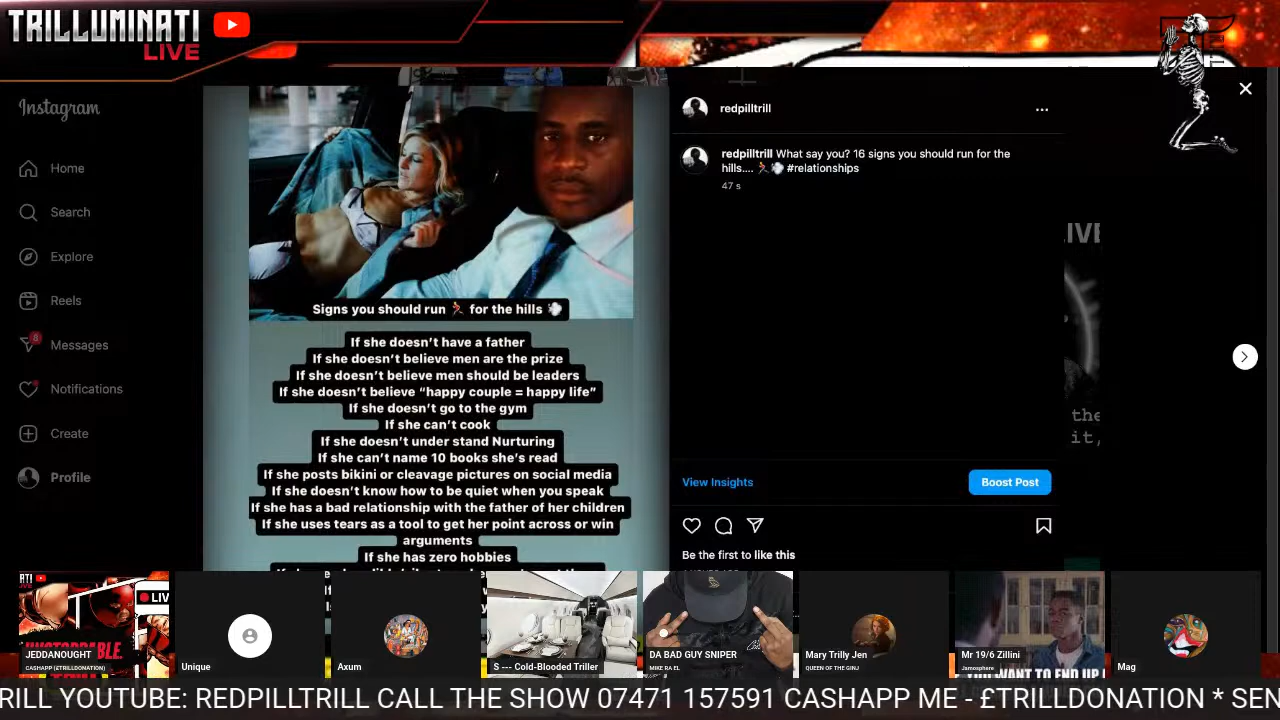 TRILLUMINATI
LIVE
Instagram
Home
Search
Explore
Reels
8
Messages
Notifications
Create
Profile
Signs you should run 🏃 for the hills 💨
If she doesn't have a father
If she doesn't believe men are the prize
If she doesn't believe men should be leaders
If she doesn't believe "happy couple = happy life"
If she doesn't go to the gym
If she can't cook
If she doesn't under stand Nurturing
If she can't name 10 books she's read
If she posts bikini or cleavage pictures on social media
If she doesn't know how to be quiet when you speak
If she has a bad relationship with the father of her children
If she uses tears as a tool to get her point across or win
arguments
If she has zero hobbies
redpilltrill
redpilltrill What say you? 16 signs you should run for the
hills.... 🏃💨 #relationships
47 s
View Insights
Boost Post
Be the first to like this
IVE
the
it,
LIV
JEDDANOUGHT
CASHAPP (£TRILLDONATION)
Unique
Axum
S --- Cold-Blooded Triller
DA BAD GUY SNIPER
MIKE RA EL
Mary Trilly Jen
QUEEN OF THE GINJ
Mr 19/6 Zillini
Jamosphere
Mag
RILL YOUTUBE: REDPILLTRILL CALL THE SHOW 07471 157591 CASHAPP ME - £TRILLDONATION * SEN